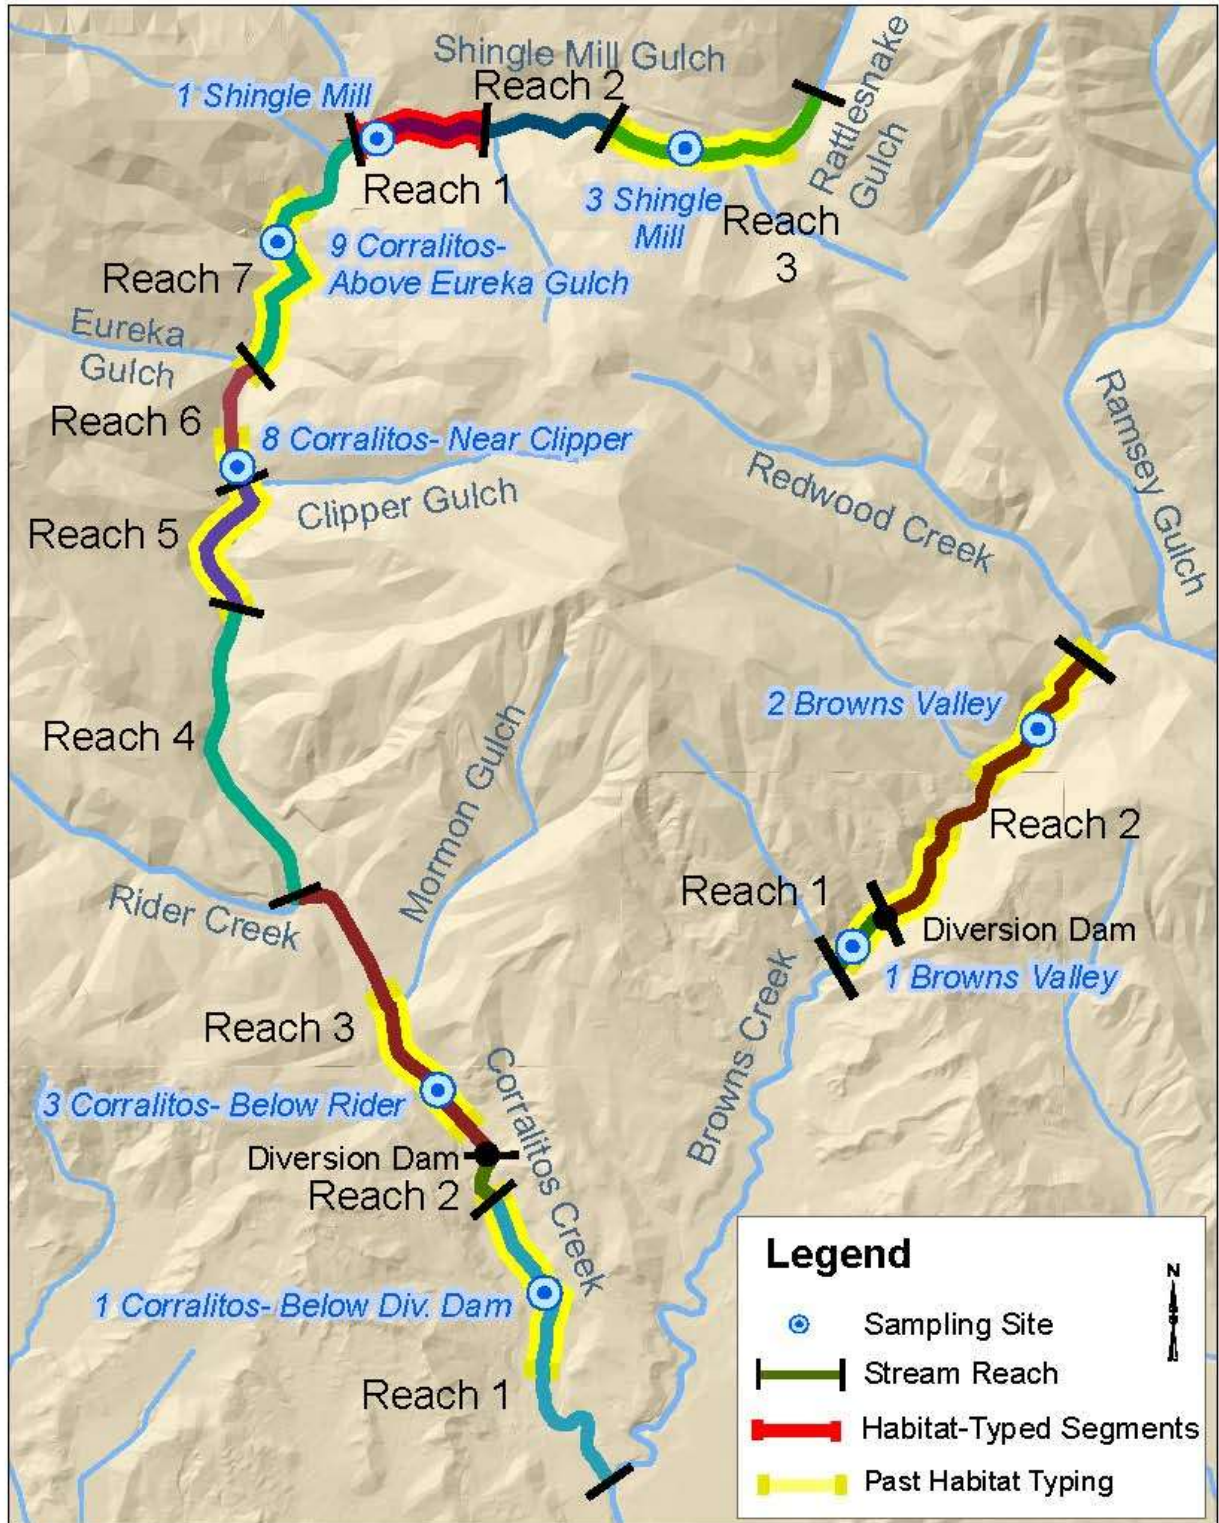 Shingle Mill Gulch
Reach 2
1 Shingle Mill
Rattlesnake
Gulch
Reach 1
3 Shingle
Mill
Reach
3
9 Corralitos-
Above Eureka Gulch
Reach 7
Eureka
Gulch
Reach 6
8 Corralitos- Near Clipper
Clipper Gulch
Reach 5
Redwood Creek
Ramsey Gulch
Reach 4
2 Browns Valley
Mormon Gulch
Reach 2
Reach 1
Rider Creek
Diversion Dam
1 Browns Valley
Browns Creek
Reach 3
Corralitos Creek
3 Corralitos- Below Rider
Diversion Dam
Reach 2
1 Corralitos- Below Div. Dam
Reach 1
Legend
N
Sampling Site
Stream Reach
Habitat-Typed Segments
Past Habitat Typing